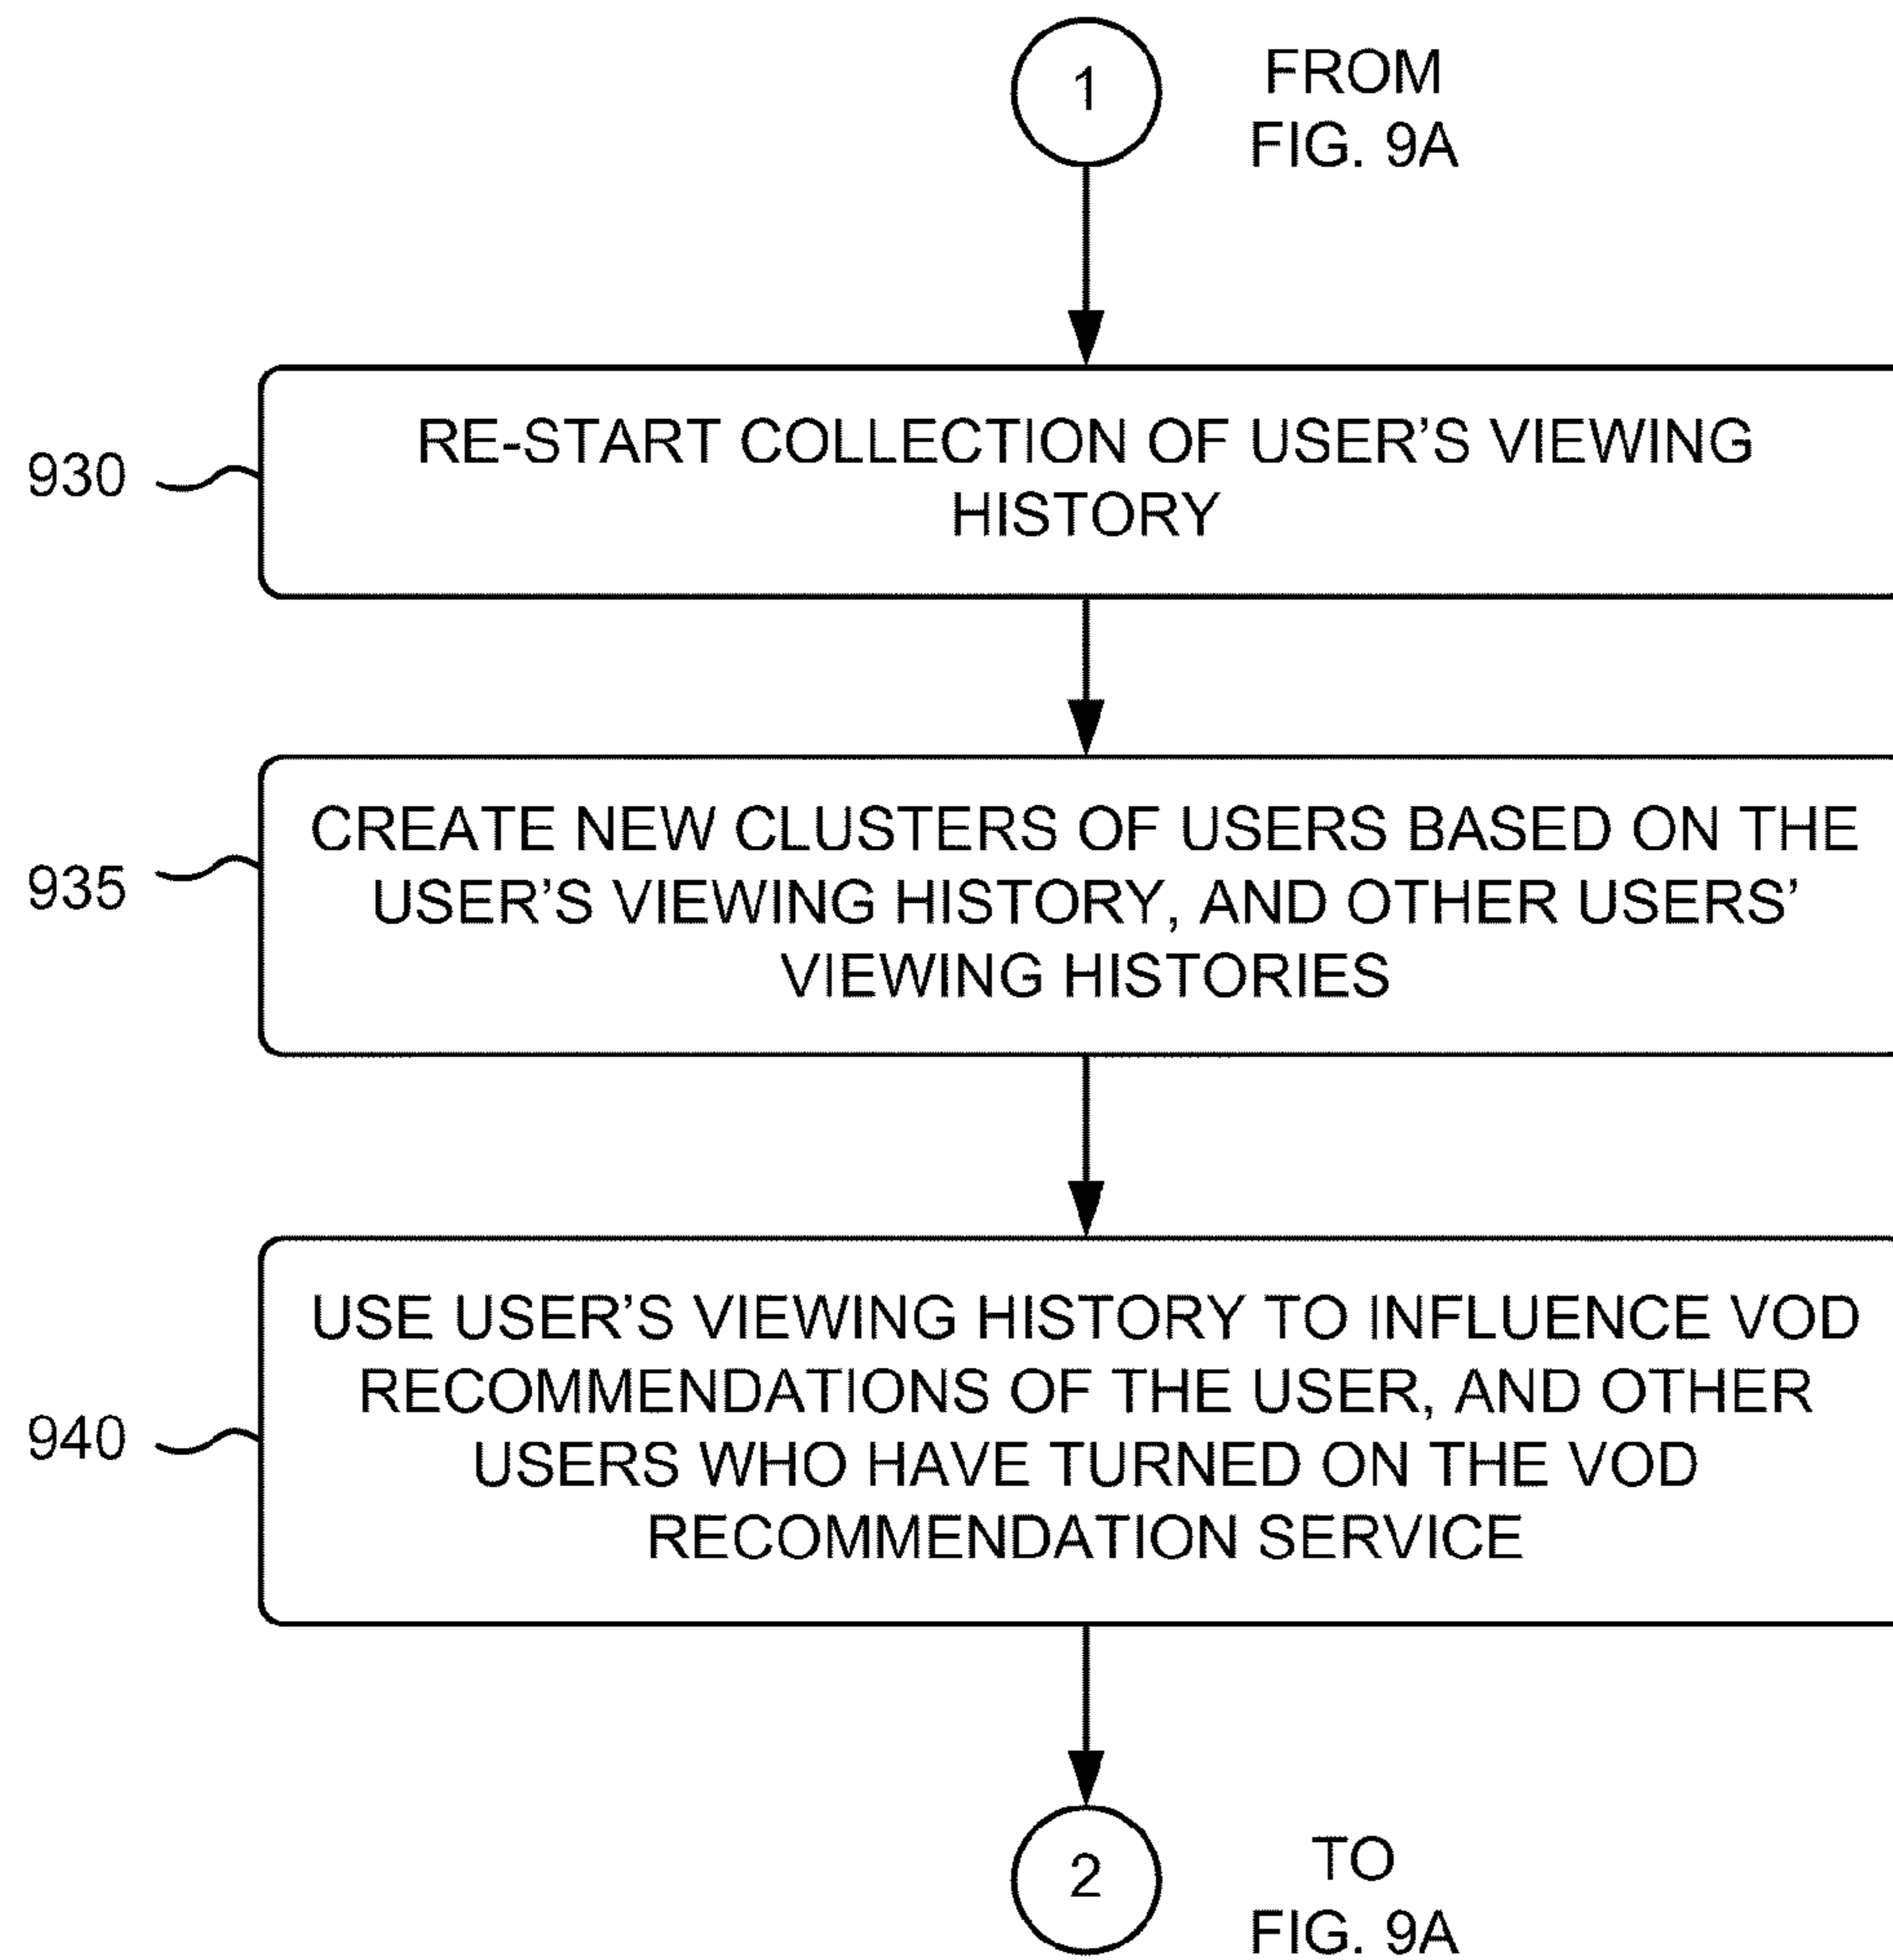 1
FROM
FIG. 9A
930
RE-START COLLECTION OF USER'S VIEWING
HISTORY
935
CREATE NEW CLUSTERS OF USERS BASED ON THE
USER'S VIEWING HISTORY, AND OTHER USERS'
VIEWING HISTORIES
940
USE USER'S VIEWING HISTORY TO INFLUENCE VOD
RECOMMENDATIONS OF THE USER, AND OTHER
USERS WHO HAVE TURNED ON THE VOD
RECOMMENDATION SERVICE
2
TO
FIG. 9A